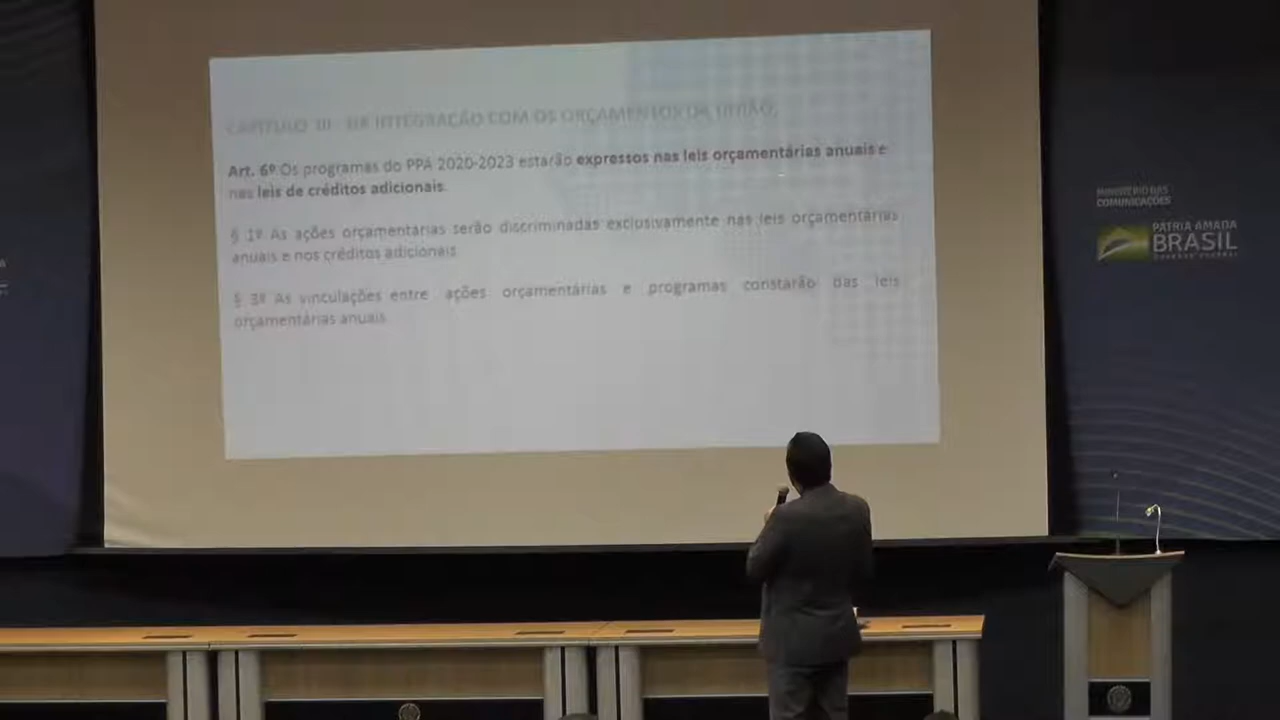 CAPÍTULO III - DA INTEGRAÇÃO COM OS ORÇAMENTOS DA UNIÃO
Art. 6º Os programas do PPA 2020-2023 estarão expressos nas leis orçamentárias anuais e
nas leis de créditos adicionais.
§ 1º As ações orçamentárias serão discriminadas exclusivamente nas leis orçamentárias
anuais e nos créditos adicionais.
§ 3º As vinculações entre ações orçamentárias e programas constarão das leis
orçamentárias anuais.
MINISTÉRIO DAS
COMUNICAÇÕES
PÁTRIA AMADA
BRASIL
GOVERNO FEDERAL